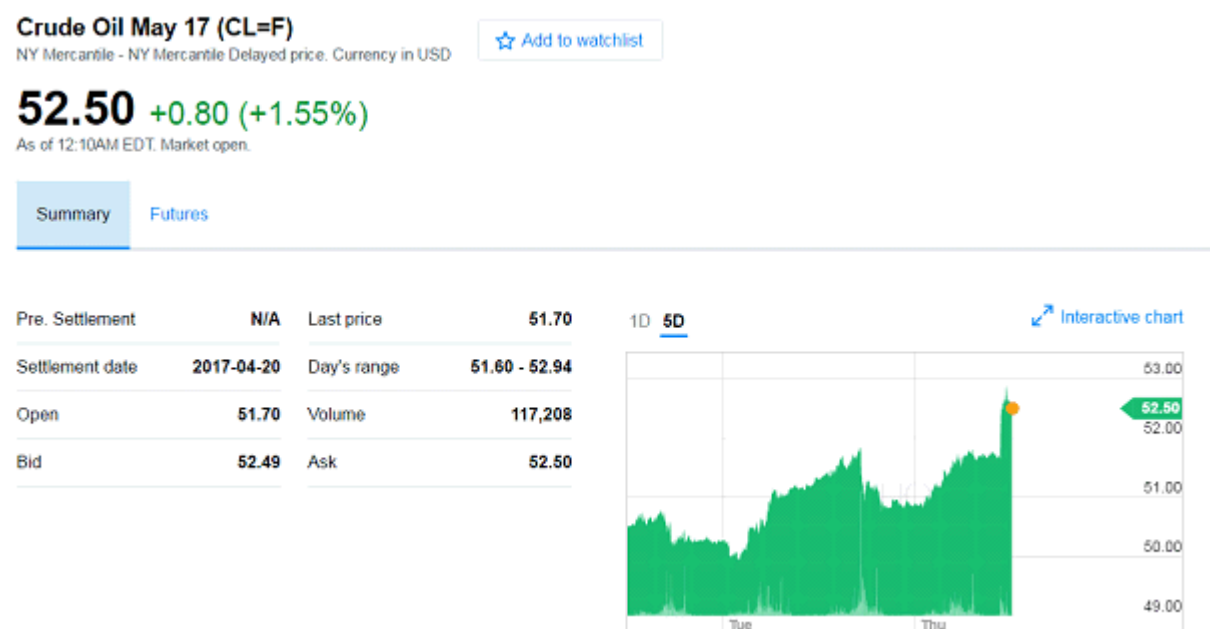 Crude Oil May 17 (CL=F)
NY Mercantile - NY Mercantile Delayed price. Currency in USD
Add to watchlist
52.50 +0.80 (+1.55%)
As of 12:10AM EDT. Market open.
Summary
Futures
Pre. Settlement N/A
Settlement date 2017-04-20
Open 51.70
Bid 52.49
Last price 51.70
Day's range 51.60 - 52.94
Volume 117,208
Ask 52.50
1D 5D
Interactive chart
53.00
52.50
52.00
51.00
50.00
49.00
Tue
Thu